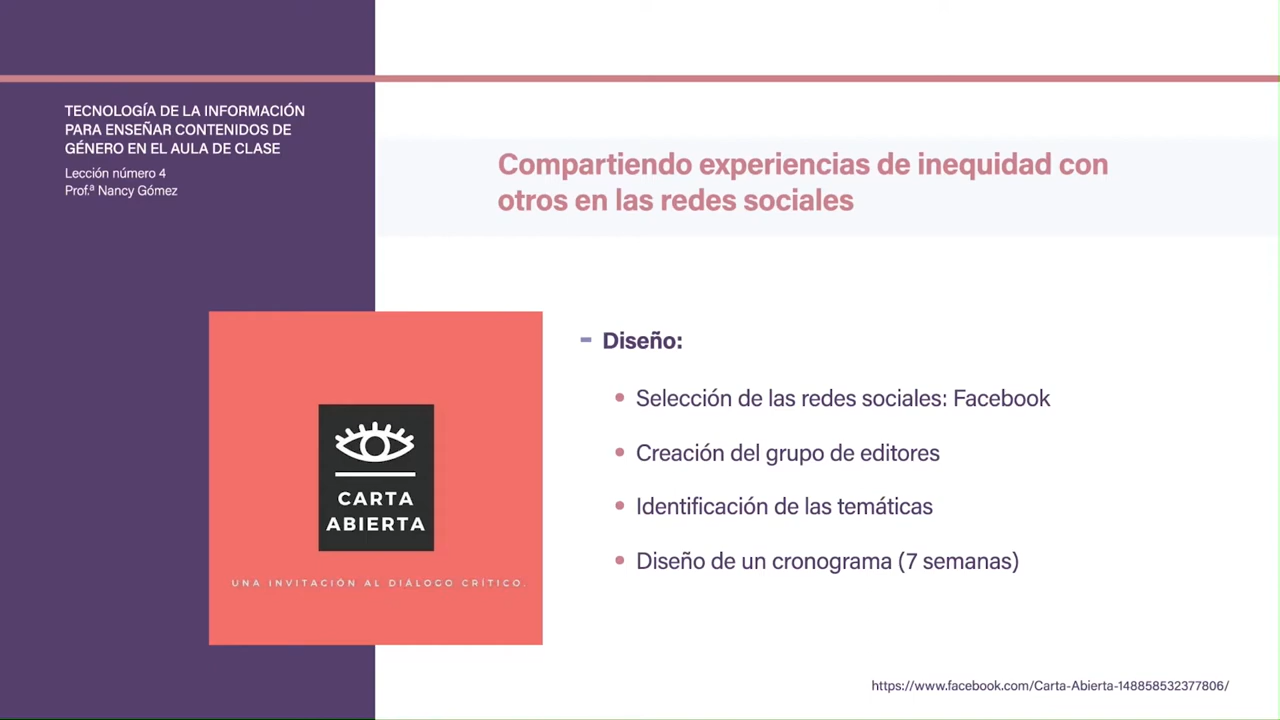 TECNOLOGÍA DE LA INFORMACIÓN
PARA ENSEÑAR CONTENIDOS DE
GÉNERO EN EL AULA DE CLASE
Lección número 4
Prof.ª Nancy Gómez
Compartiendo experiencias de inequidad con
otros en las redes sociales
CARTA
ABIERTA
UNA INVITACIÓN AL DIÁLOGO CRÍTICO.
- Diseño:
• Selección de las redes sociales: Facebook
• Creación del grupo de editores
• Identificación de las temáticas
• Diseño de un cronograma (7 semanas)
https://www.facebook.com/Carta-Abierta-148858532377806/